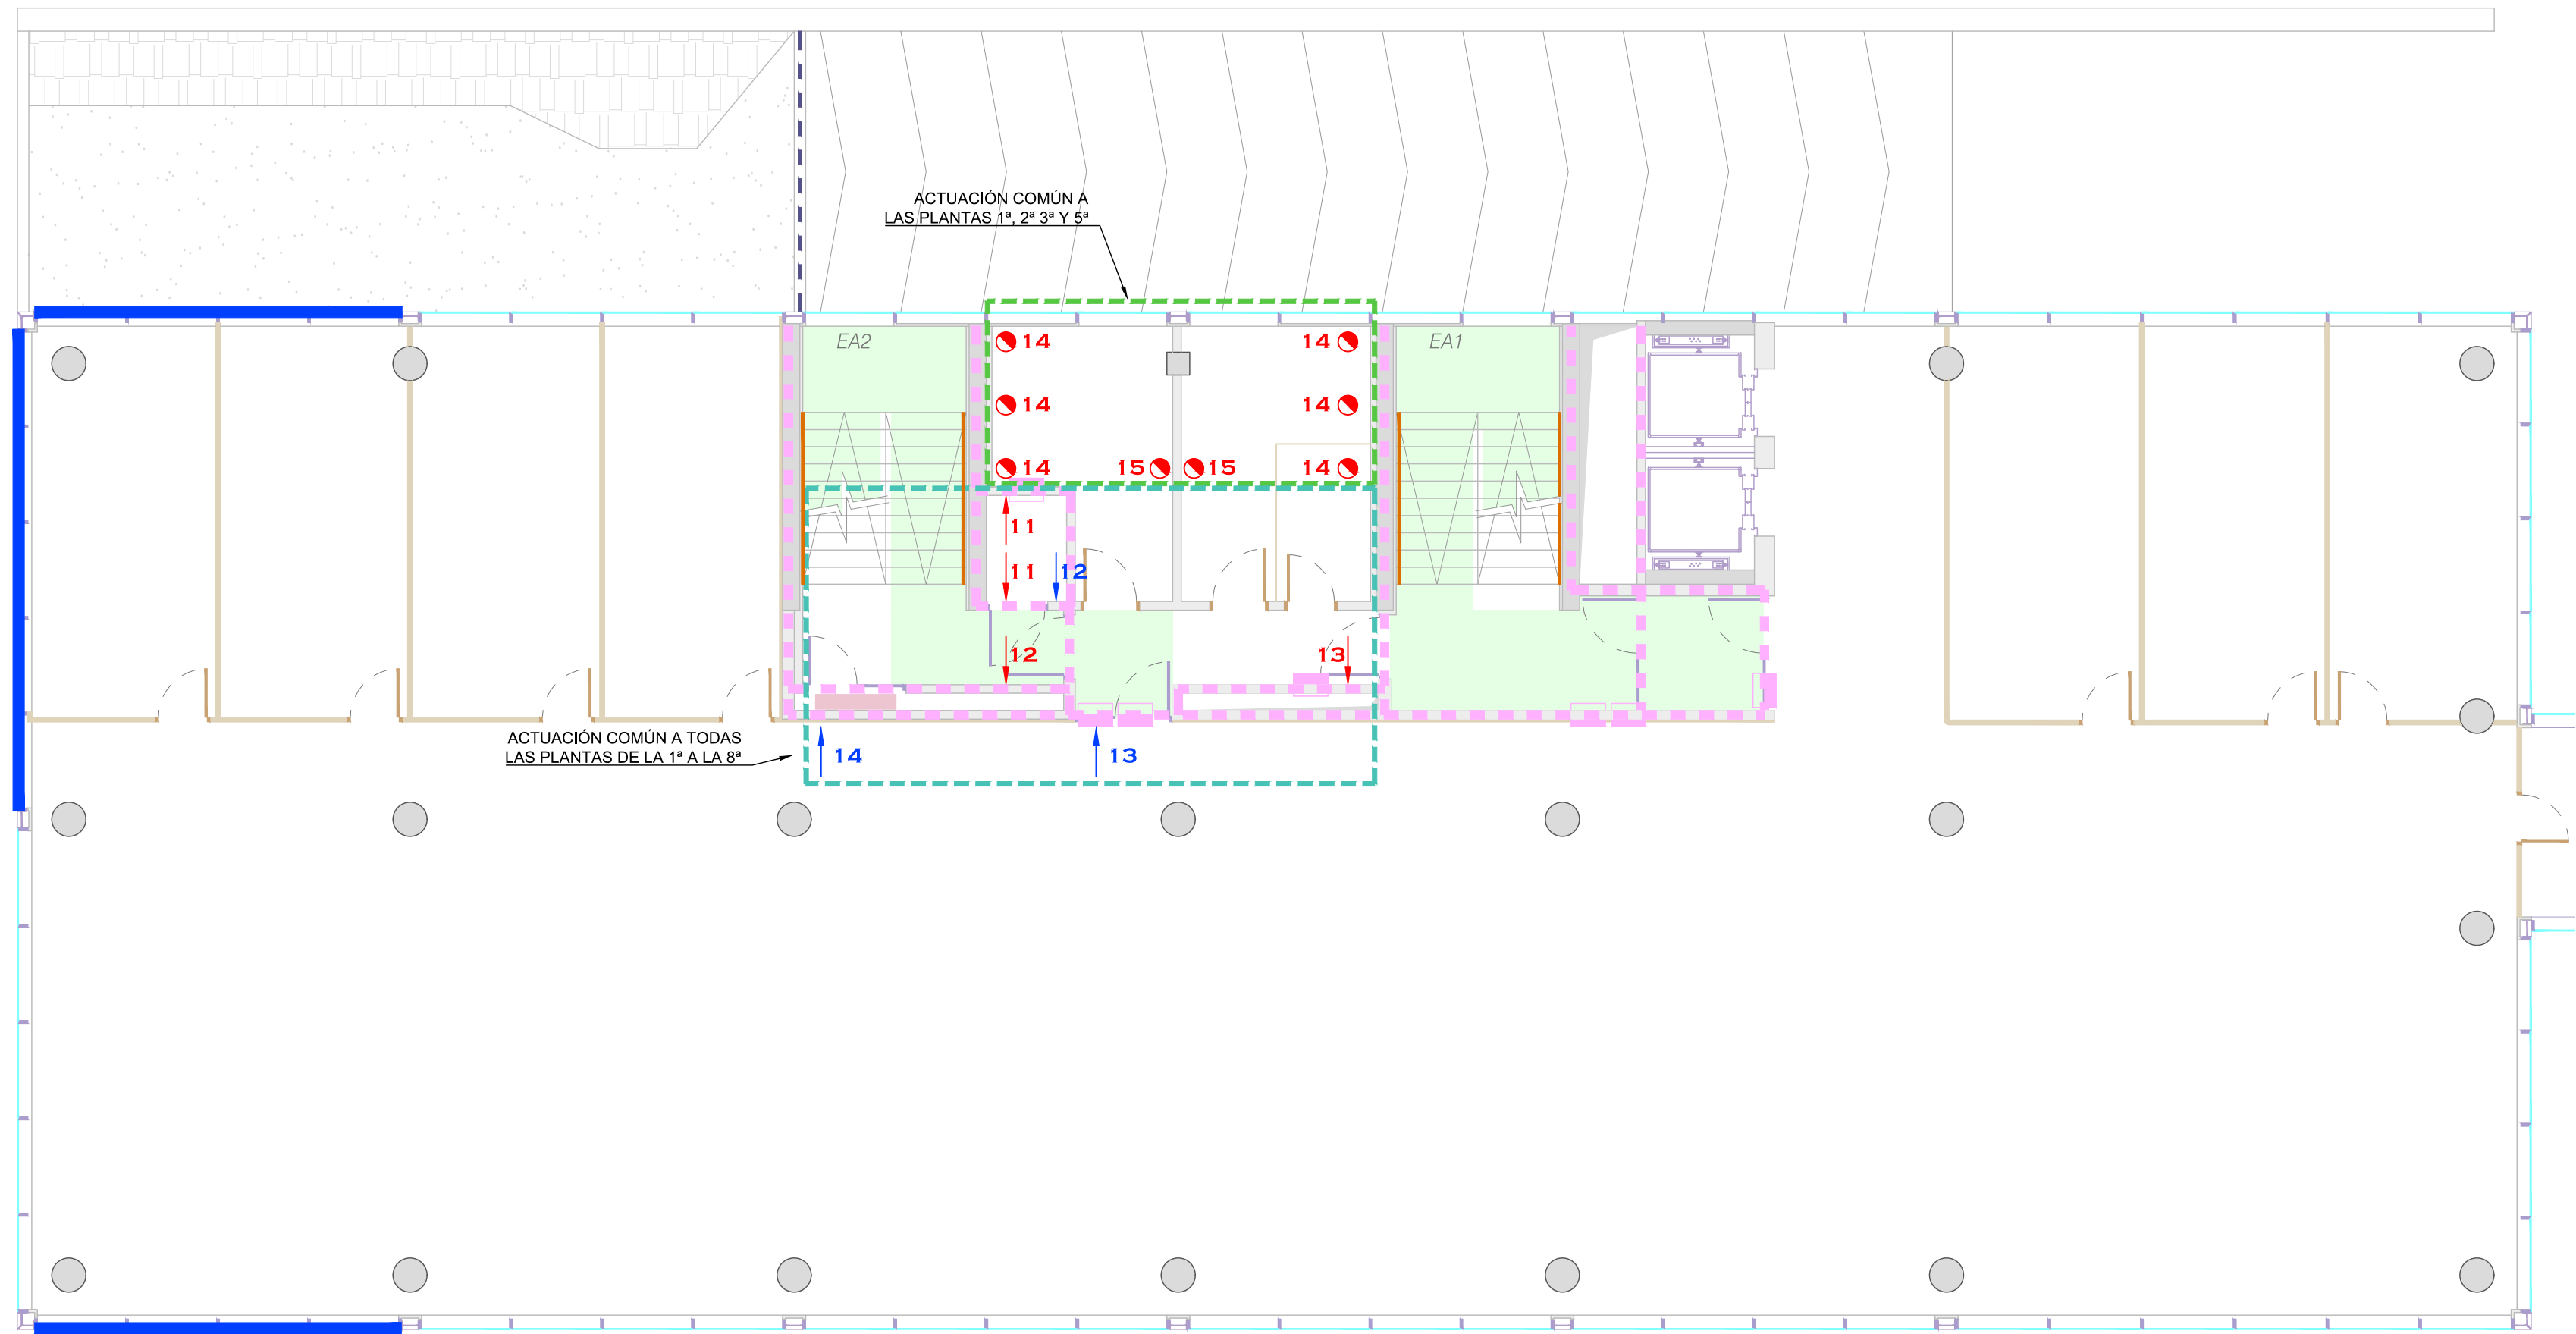 ACTUACIÓN COMÚN A
LAS PLANTAS 1ª, 2ª 3ª Y 5ª
EA2
14
14
EA1
14
14
14
15
15
14
11
11
12
12
13
ACTUACIÓN COMÚN A TODAS
LAS PLANTAS DE LA 1ª A LA 8ª
14
13